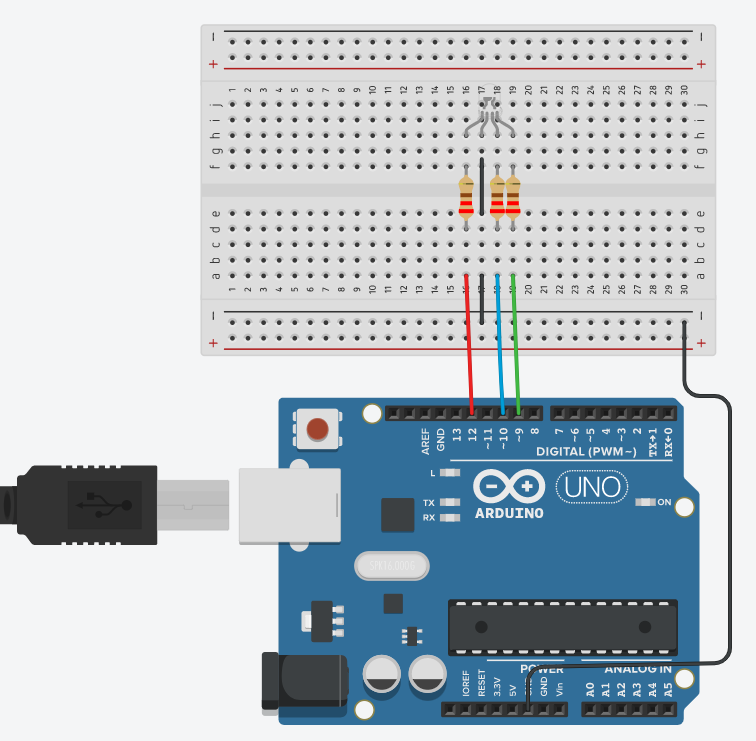 − −
+ +
1 2 3 4 5 6 7 8 9 10 11 12 13 14 15 16 17 18 19 20 21 22 23 24 25 26 27 28 29 30
j j
i i
h h
g g
f f
e e
d d
c c
b b
a a
1 2 3 4 5 6 7 8 9 10 11 12 13 14 15 16 17 18 19 20 21 22 23 24 25 26 27 28 29 30
− −
+ +
AREF GND 13 12 ~11 ~10 ~9 8 7 ~6 ~5 4 ~3 2 TX→1 RX←0
DIGITAL (PWM~)
L
TX
RX
ARDUINO
UNO
ON
SPK16.000G
POWER ANALOG IN
IOREF RESET 3.3V 5V GND Vin A0 A1 A2 A3 A4 A5